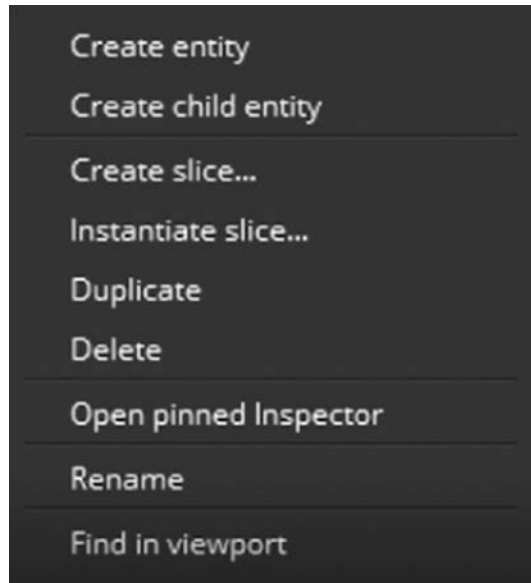 Create entity
Create child entity
Create slice...
Instantiate slice...
Duplicate
Delete
Open pinned Inspector
Rename
Find in viewport